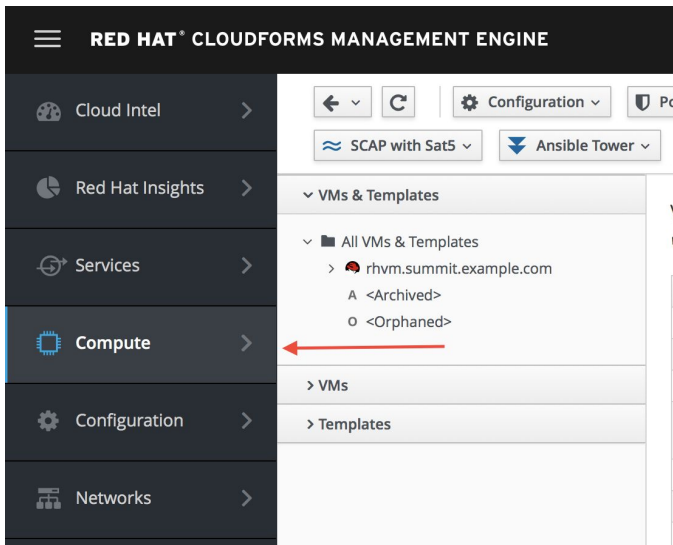 RED HAT® CLOUDFORMS MANAGEMENT ENGINE
Cloud Intel
Red Hat Insights
Services
Compute
Configuration
Networks
Configuration
SCAP with Sat5
Ansible Tower
VMs & Templates
All VMs & Templates
rhvm.summit.example.com
A <Archived>
O <Orphaned>
VMs
Templates